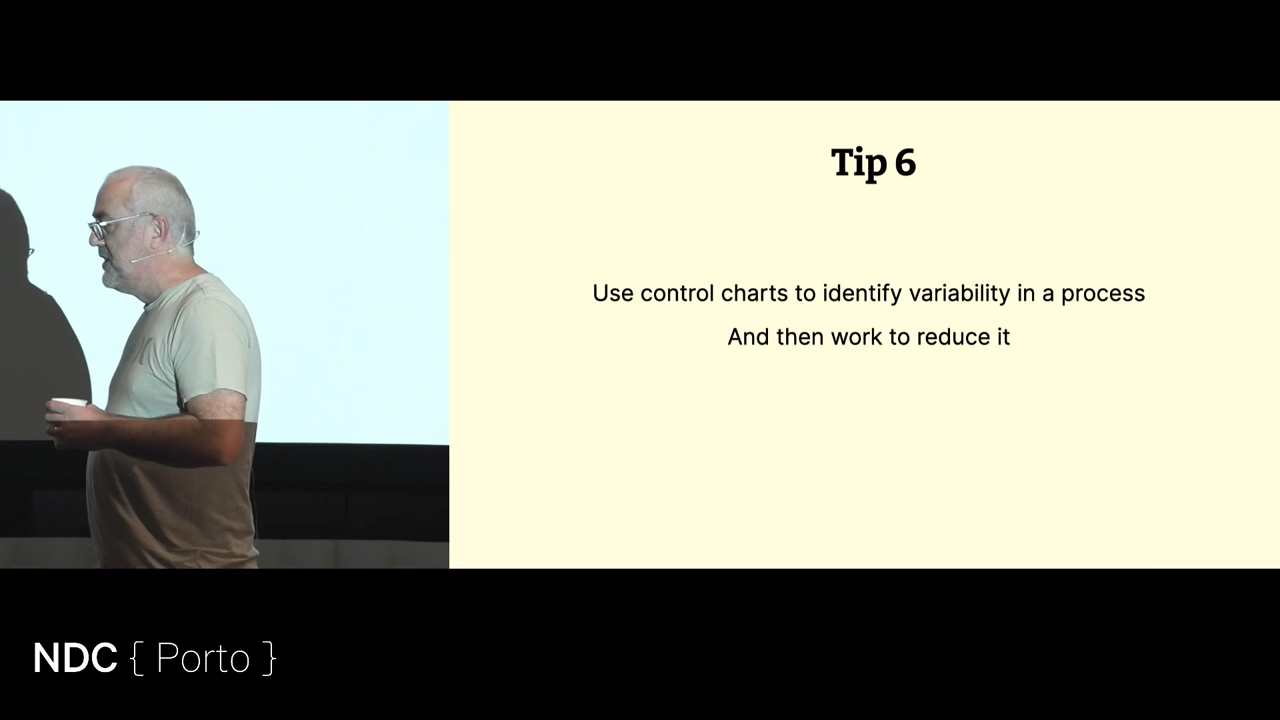 Tip 6
Use control charts to identify variability in a process
And then work to reduce it
NDC { Porto }